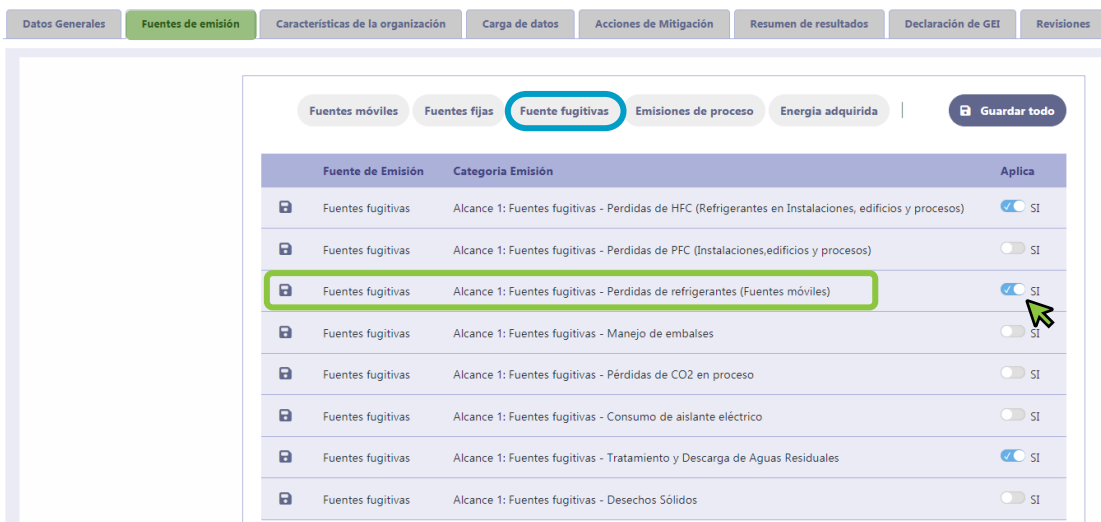 Datos Generales Fuentes de emisión Características de la organización Carga de datos Acciones de Mitigación Resumen de resultados Declaración de GEI Revisiones
Fuentes móviles Fuentes fijas Fuente fugitivas Emisiones de proceso Energia adquirida Guardar todo
Fuente de Emisión Categoria Emisión Aplica
Fuentes fugitivas Alcance 1: Fuentes fugitivas - Perdidas de HFC (Refrigerantes en Instalaciones, edificios y procesos) SI
Fuentes fugitivas Alcance 1: Fuentes fugitivas - Perdidas de PFC (Instalaciones,edificios y procesos) SI
Fuentes fugitivas Alcance 1: Fuentes fugitivas - Perdidas de refrigerantes (Fuentes móviles) SI
Fuentes fugitivas Alcance 1: Fuentes fugitivas - Manejo de embalses SI
Fuentes fugitivas Alcance 1: Fuentes fugitivas - Pérdidas de CO2 en proceso SI
Fuentes fugitivas Alcance 1: Fuentes fugitivas - Consumo de aislante eléctrico SI
Fuentes fugitivas Alcance 1: Fuentes fugitivas - Tratamiento y Descarga de Aguas Residuales SI
Fuentes fugitivas Alcance 1: Fuentes fugitivas - Desechos Sólidos SI